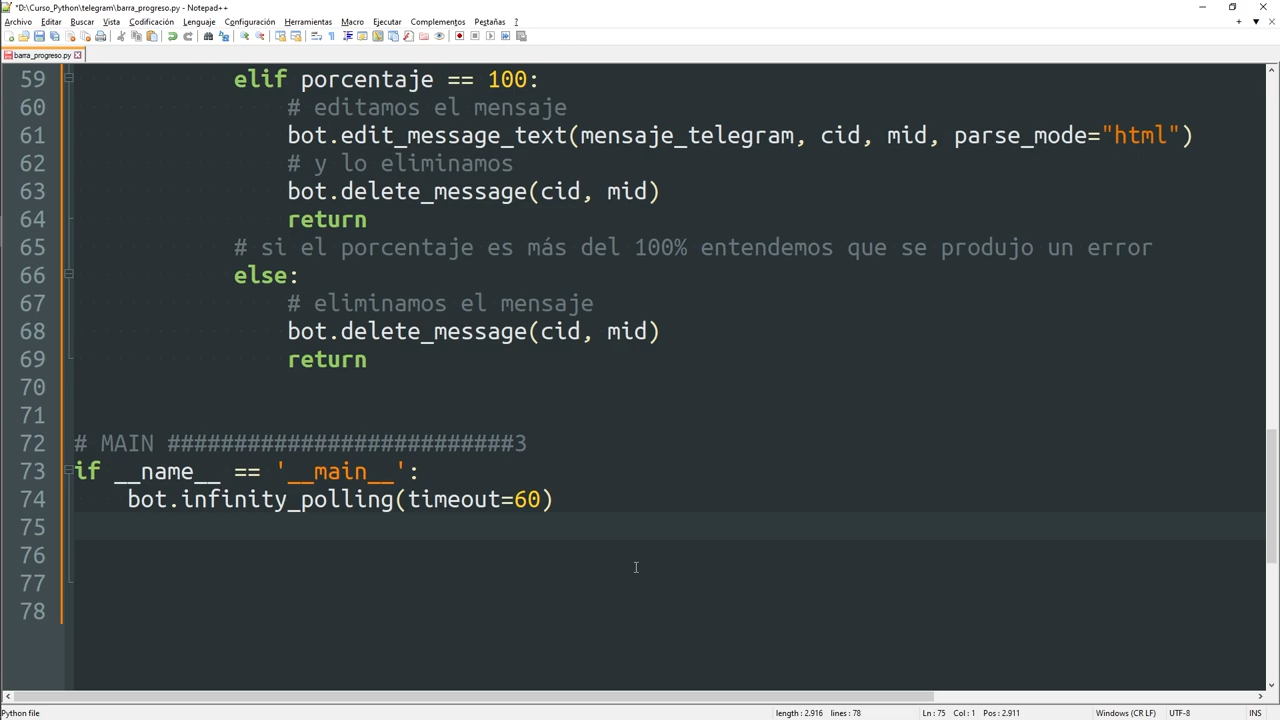 *D:\Curso_Python\telegram\barra_progreso.py - Notepad++
Archivo Editar Buscar Vista Codificación Lenguaje Configuración Herramientas Macro Ejecutar Complementos Pestañas ?
barra_progreso.py
59 elif porcentaje == 100:
60 # editamos el mensaje
61 bot.edit_message_text(mensaje_telegram, cid, mid, parse_mode="html")
62 # y lo eliminamos
63 bot.delete_message(cid, mid)
64 return
65 # si el porcentaje es más del 100% entendemos que se produjo un error
66 else:
67 # eliminamos el mensaje
68 bot.delete_message(cid, mid)
69 return
70
71
72 # MAIN ##########################3
73 if __name__ == '__main__':
74 bot.infinity_polling(timeout=60)
75
76
77
78
Python file length : 2.916 lines : 78 Ln : 75 Col : 1 Pos : 2.911 Windows (CR LF) UTF-8 INS